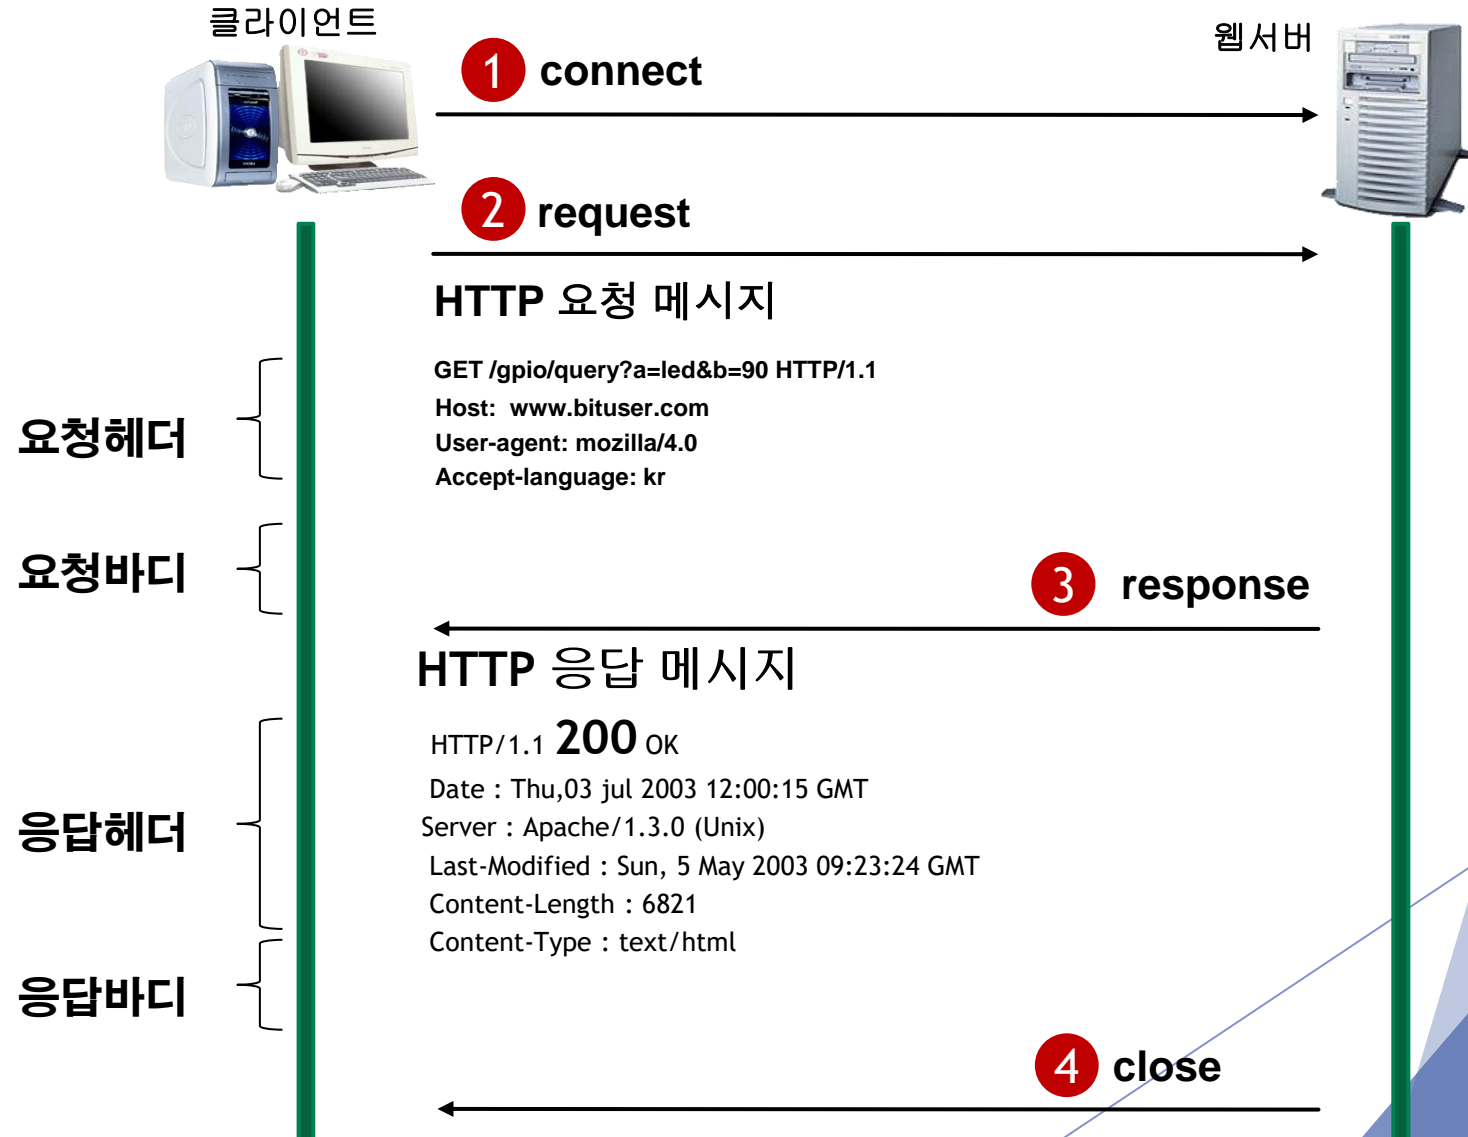 클라이언트
웹서버
1 connect
2 request
HTTP 요청 메시지
GET /gpio/query?a=led&b=90 HTTP/1.1
Host: www.bituser.com
User-agent: mozilla/4.0
Accept-language: kr
요청헤더
요청바디
3 response
HTTP 응답 메시지
HTTP/1.1 200 OK
Date : Thu,03 jul 2003 12:00:15 GMT
Server : Apache/1.3.0 (Unix)
Last-Modified : Sun, 5 May 2003 09:23:24 GMT
Content-Length : 6821
Content-Type : text/html
응답헤더
응답바디
4 close